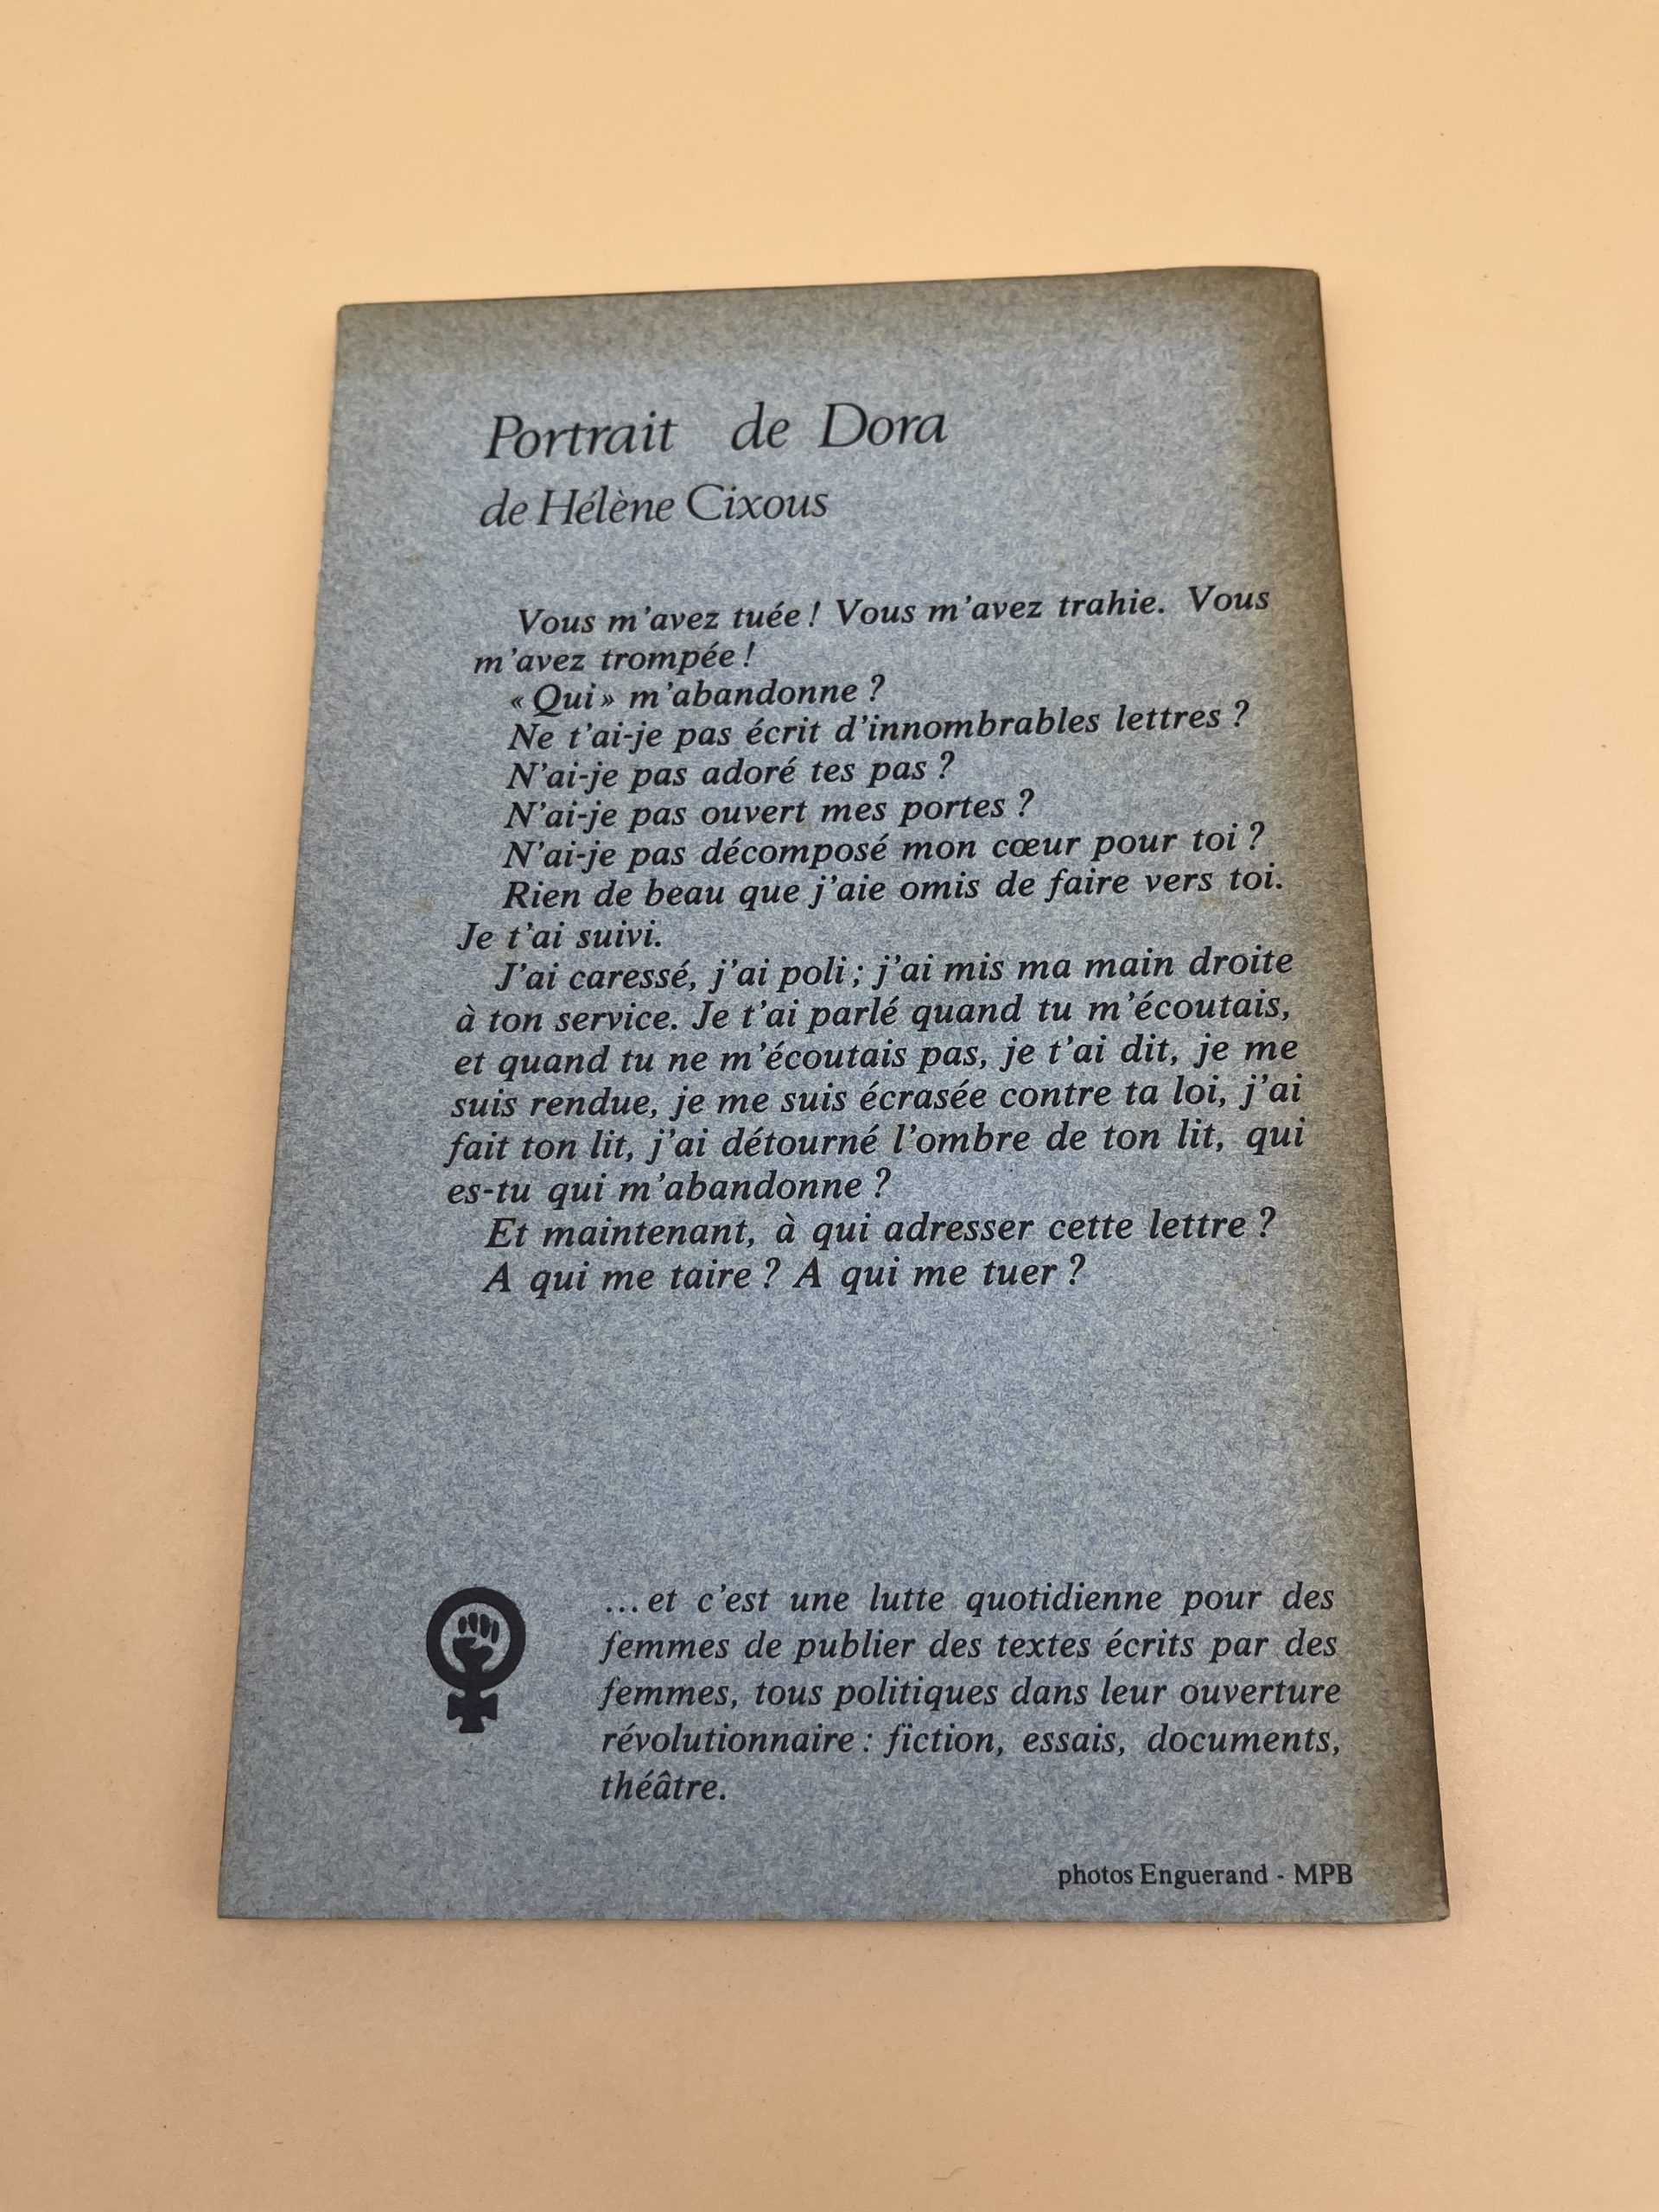 Portrait de Dora
de Hélène Cixous
Vous m'avez tuée ! Vous m'avez trahie. Vous
m'avez trompée !
« Qui » m'abandonne ?
Ne t'ai-je pas écrit d'innombrables lettres ?
N'ai-je pas adoré tes pas ?
N'ai-je pas ouvert mes portes ?
N'ai-je pas décomposé mon cœur pour toi ?
Rien de beau que j'aie omis de faire vers toi.
Je t'ai suivi.
J'ai caressé, j'ai poli ; j'ai mis ma main droite
à ton service. Je t'ai parlé quand tu m'écoutais,
et quand tu ne m'écoutais pas, je t'ai dit, je me
suis rendue, je me suis écrasée contre ta loi, j'ai
fait ton lit, j'ai détourné l'ombre de ton lit, qui
es-tu qui m'abandonne ?
Et maintenant, à qui adresser cette lettre ?
A qui me taire ? A qui me tuer ?
...et c'est une lutte quotidienne pour des
femmes de publier des textes écrits par des
femmes, tous politiques dans leur ouverture
révolutionnaire : fiction, essais, documents,
théâtre.
photos Enguerand - MPB